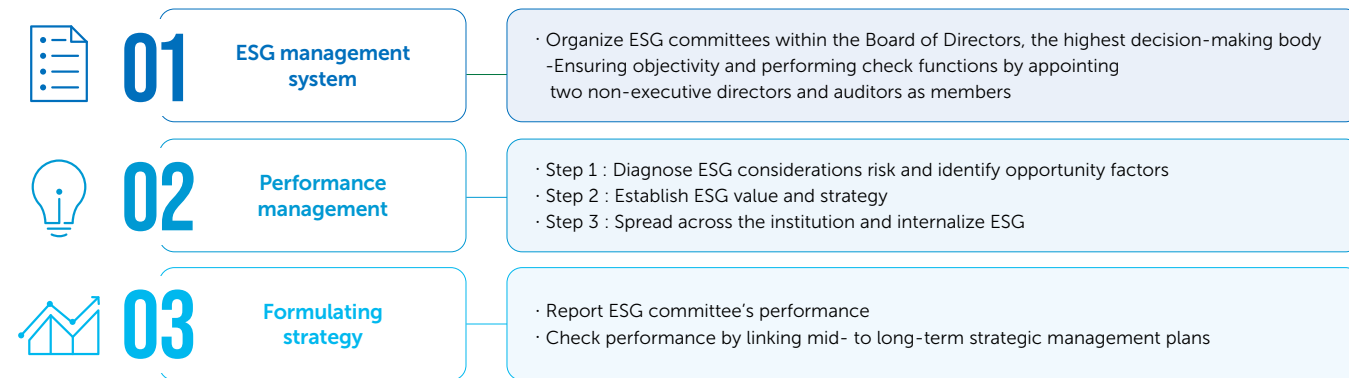 01
ESG management
system
· Organize ESG committees within the Board of Directors, the highest decision-making body
-Ensuring objectivity and performing check functions by appointing
two non-executive directors and auditors as members
02
Performance
management
· Step 1 : Diagnose ESG considerations risk and identify opportunity factors
· Step 2 : Establish ESG value and strategy
· Step 3 : Spread across the institution and internalize ESG
03
Formulating
strategy
· Report ESG committee’s performance
· Check performance by linking mid- to long-term strategic management plans